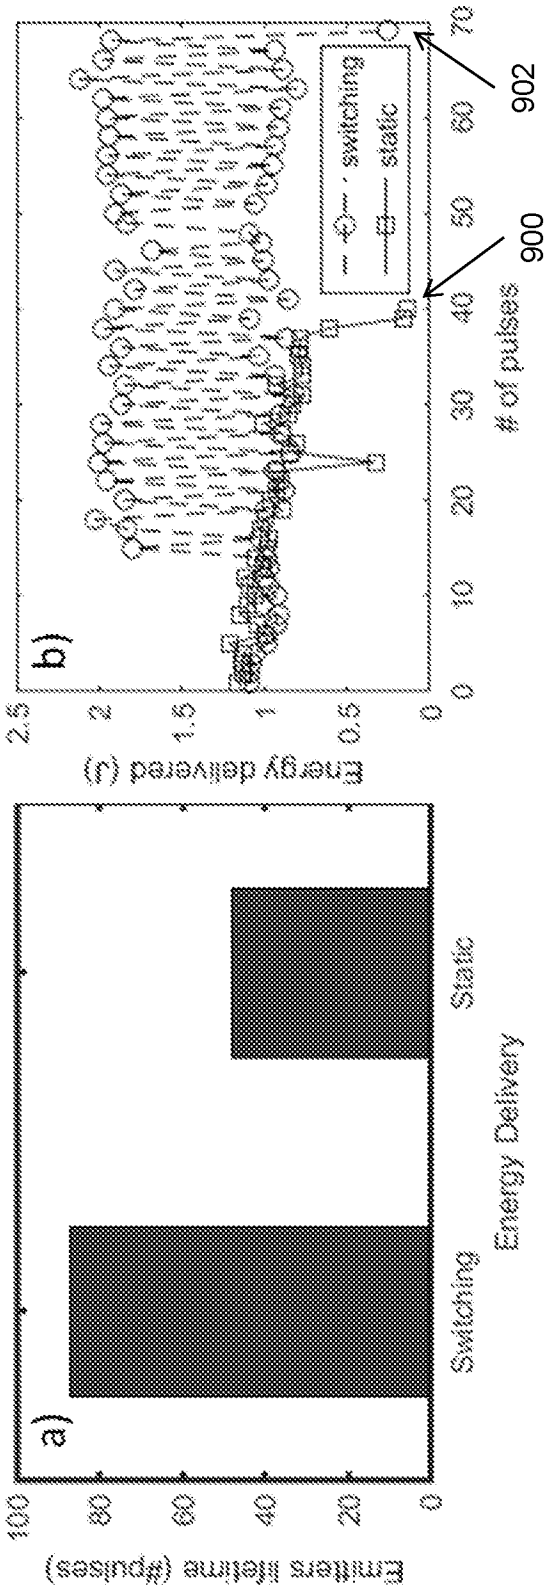 a)
100
80
60
40
20
0
Emitters lifetime (#pulses)
Switching
Static
Energy Delivery
b)
2.5
2
1.5
1
0.5
0
Energy delivered (J)
0
10
20
30
40
50
60
70
# of pulses
switching
static
900
902